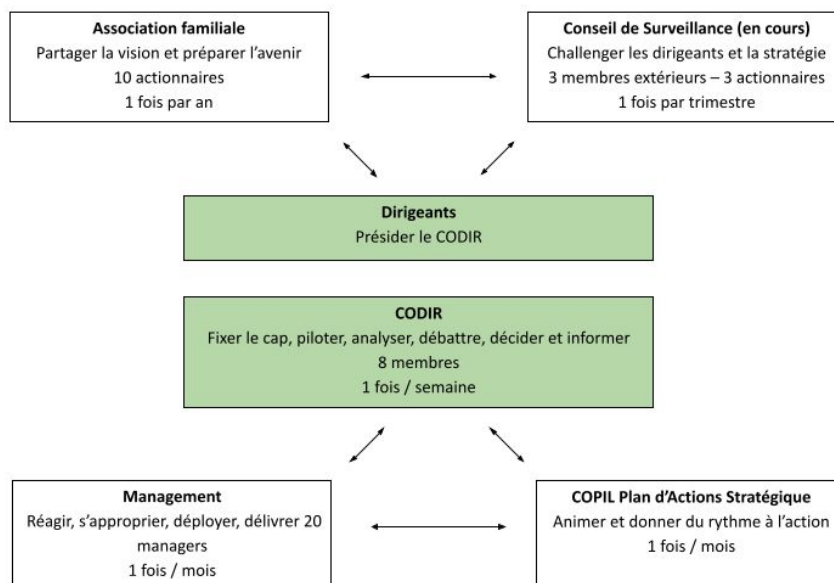 Association familiale
Partager la vision et préparer l’avenir
10 actionnaires
1 fois par an
Conseil de Surveillance (en cours)
Challenger les dirigeants et la stratégie
3 membres extérieurs – 3 actionnaires
1 fois par trimestre
Dirigeants
Présider le CODIR
CODIR
Fixer le cap, piloter, analyser, débattre, décider et informer
8 membres
1 fois / semaine
Management
Réagir, s’approprier, déployer, délivrer 20
managers
1 fois / mois
COPIL Plan d’Actions Stratégique
Animer et donner du rythme à l’action
1 fois / mois